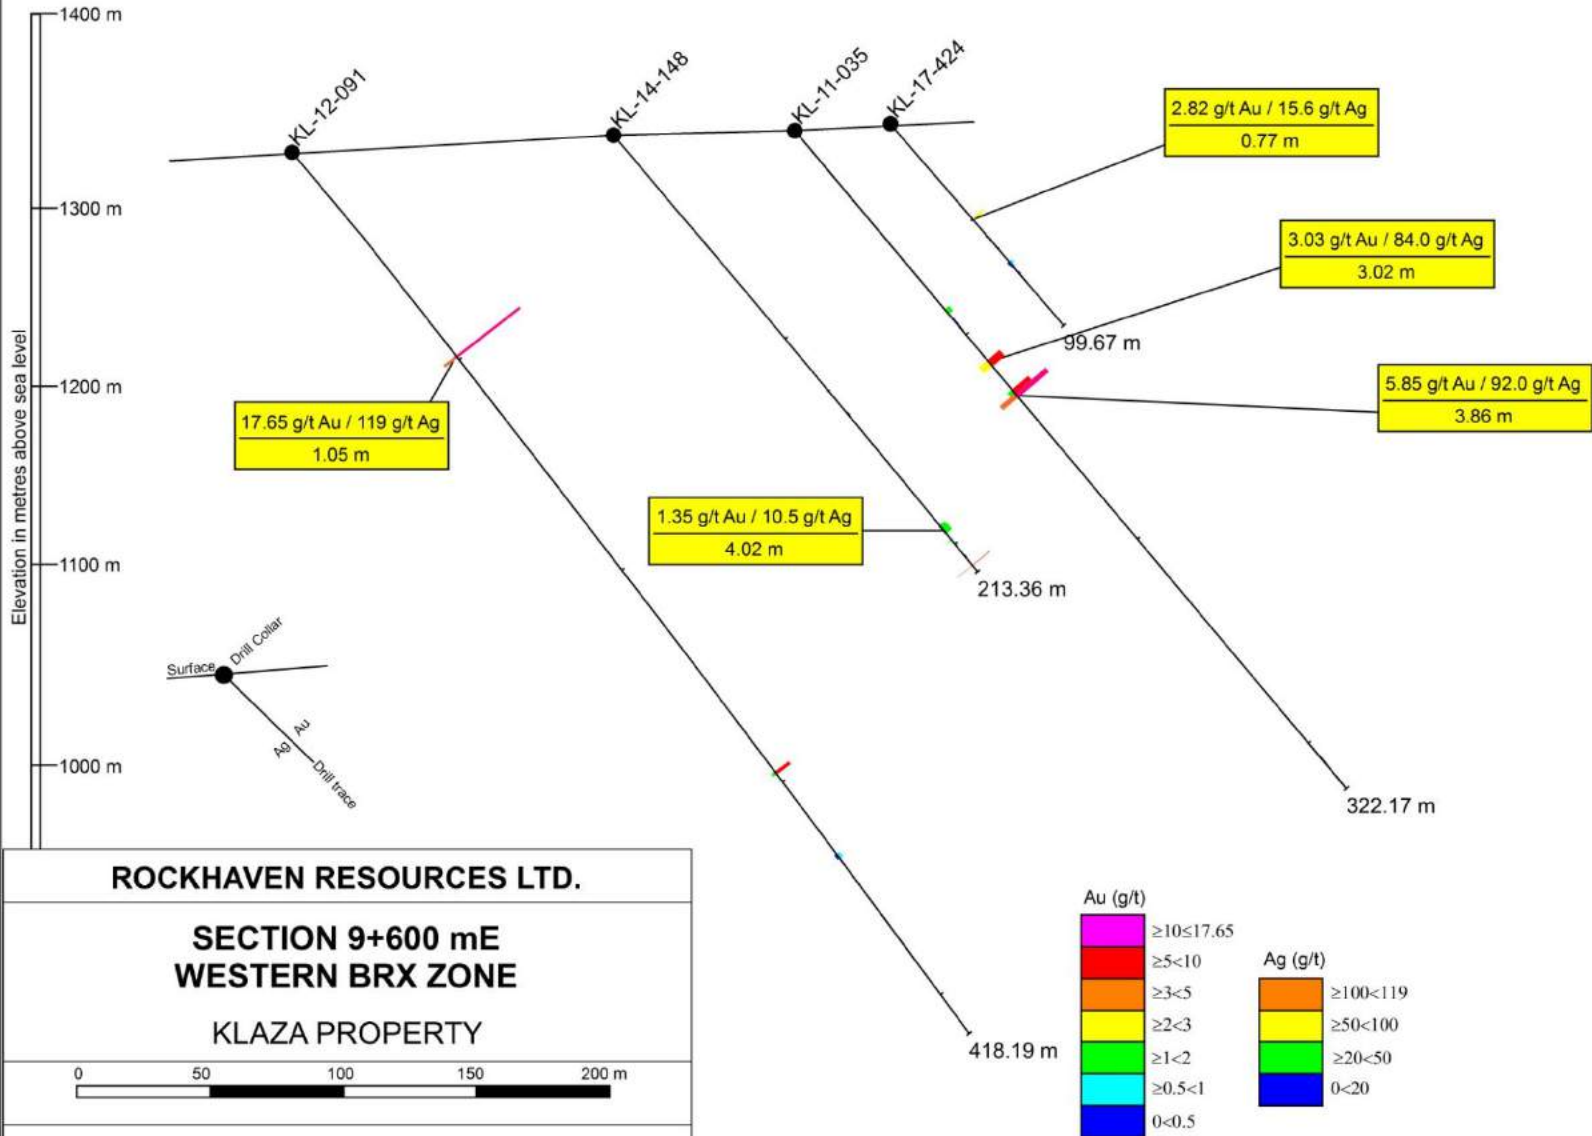 1400 m
KL-12-091
KL-14-148
KL-11-035
KL-17-424
2.82 g/t Au / 15.6 g/t Ag
0.77 m
1300 m
3.03 g/t Au / 84.0 g/t Ag
3.02 m
99.67 m
Elevation in metres above sea level
1200 m
5.85 g/t Au / 92.0 g/t Ag
3.86 m
17.65 g/t Au / 119 g/t Ag
1.05 m
1.35 g/t Au / 10.5 g/t Ag
4.02 m
1100 m
213.36 m
Surface
Drill Collar
Au
Ag
Drill trace
1000 m
322.17 m
418.19 m
ROCKHAVEN RESOURCES LTD.
SECTION 9+600 mE
WESTERN BRX ZONE
KLAZA PROPERTY
0 50 100 150 200 m
Au (g/t)
≥10≤17.65
≥5<10
≥3<5
≥2<3
≥1<2
≥0.5<1
0<0.5
Ag (g/t)
≥100<119
≥50<100
≥20<50
0<20